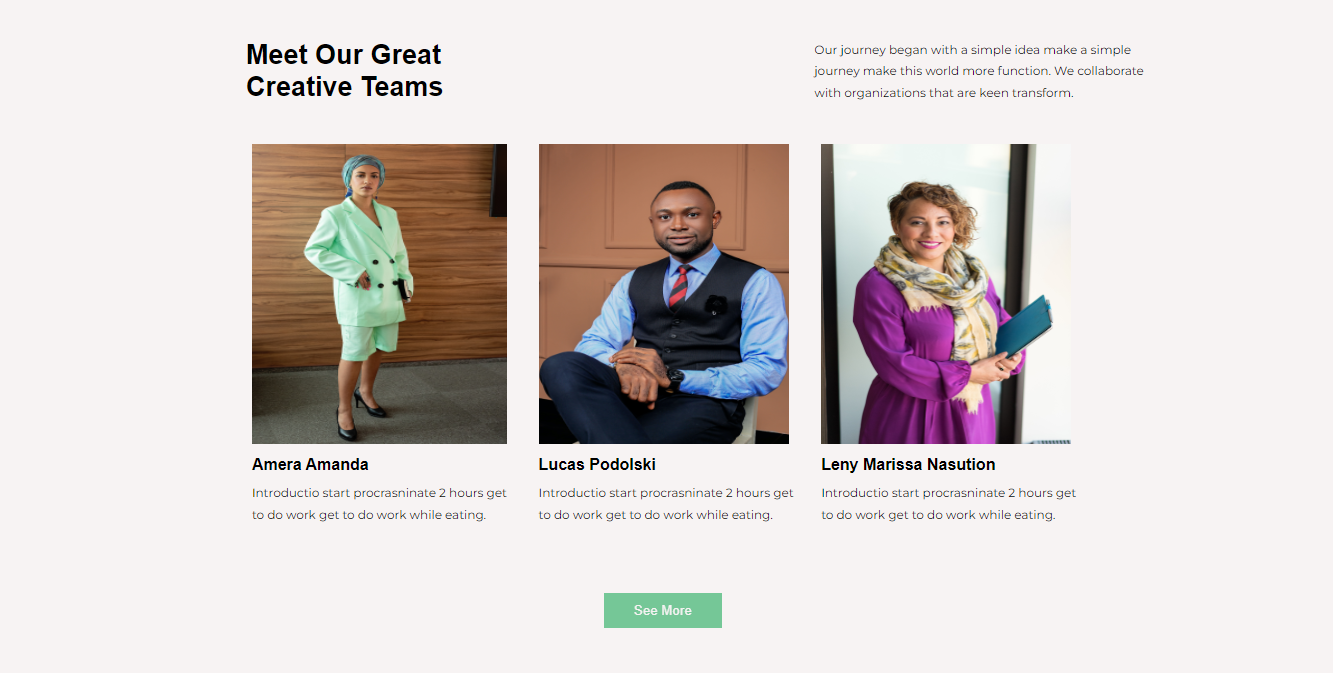 Meet Our Great
Creative Teams
Our journey began with a simple idea make a simple
journey make this world more function. We collaborate
with organizations that are keen transform.
Amera Amanda
Introductio start procrasninate 2 hours get
to do work get to do work while eating.
Lucas Podolski
Introductio start procrasninate 2 hours get
to do work get to do work while eating.
Leny Marissa Nasution
Introductio start procrasninate 2 hours get
to do work get to do work while eating.
See More